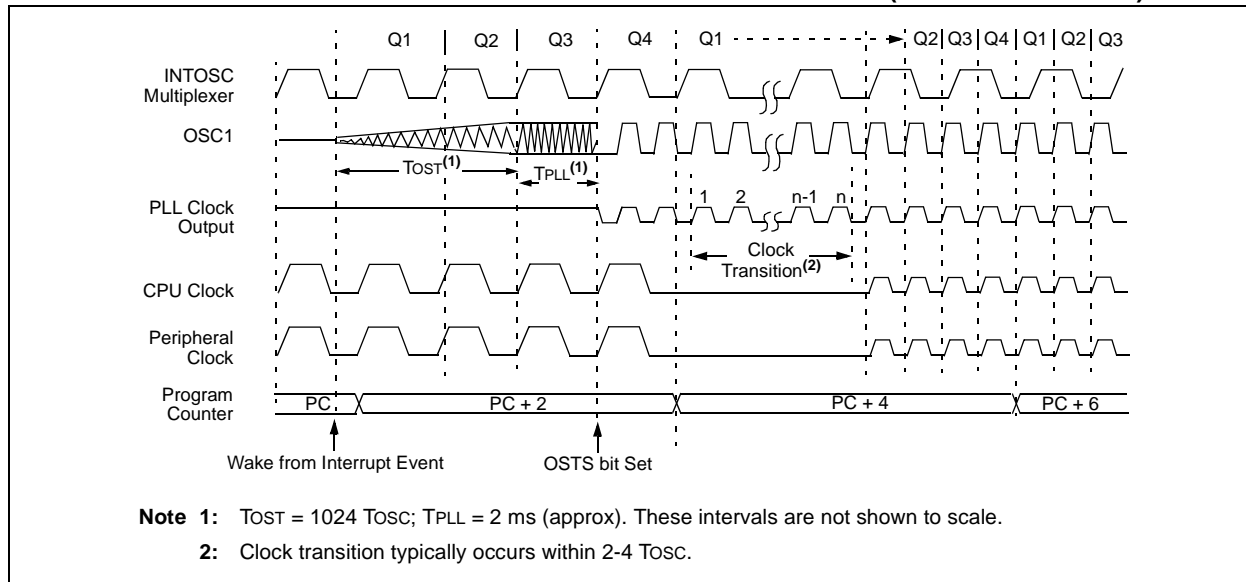 Q1 Q2 Q3 Q4 Q1 Q2 Q3 Q4 Q1 Q2 Q3
INTOSC
Multiplexer
OSC1
TOST(1)
TPLL(1)
1 2 n-1 n
PLL Clock
Output
Clock
Transition(2)
CPU Clock
Peripheral
Clock
Program
Counter
PC PC + 2 PC + 4 PC + 6
Wake from Interrupt Event
OSTS bit Set
Note 1: TOST = 1024 TOSC; TPLL = 2 ms (approx). These intervals are not shown to scale.
2: Clock transition typically occurs within 2-4 TOSC.